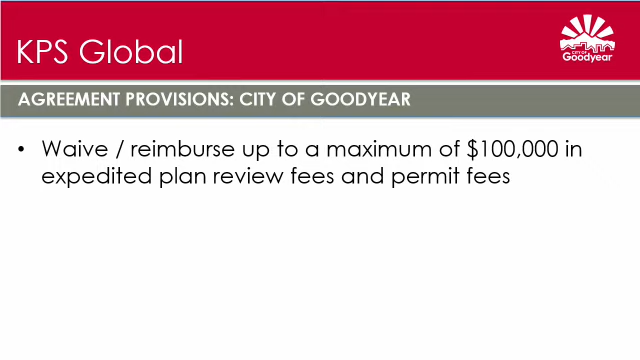 KPS Global
CITY OF
Goodyear
AGREEMENT PROVISIONS: CITY OF GOODYEAR
• Waive / reimburse up to a maximum of $100,000 in
expedited plan review fees and permit fees